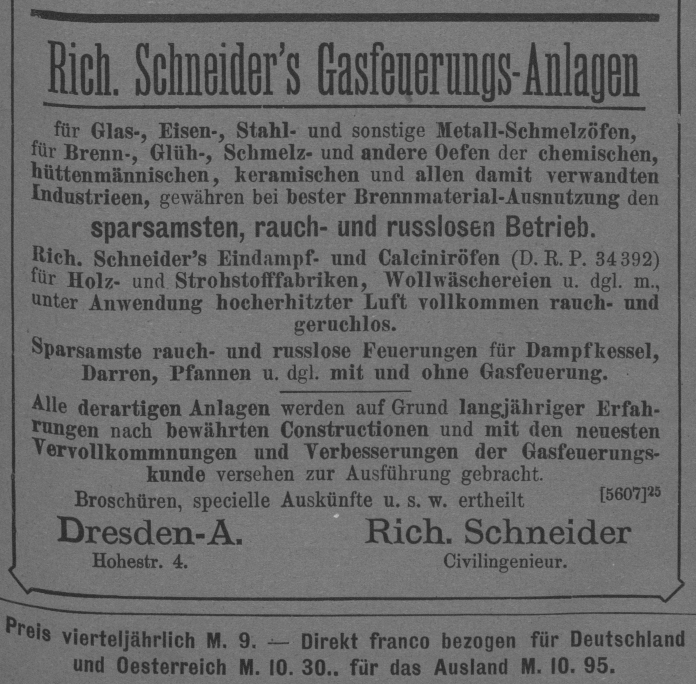 Rich. Schneider's Gasfeuerungs-Anlagen
für Glas-, Eisen-, Stahl- und sonstige Metall-Schmelzöfen,
für Brenn-, Glüh-, Schmelz- und andere Oefen der chemischen,
hüttenmännischen, keramischen und allen damit verwandten
Industrieen, gewähren bei bester Brennmaterial-Ausnutzung den
sparsamsten, rauch- und russlosen Betrieb.
Rich. Schneider's Eindampf- und Calciniröfen (D. R. P. 34392)
für Holz- und Strohstofffabriken, Wollwäschereien u. dgl. m.,
unter Anwendung hocherhitzter Luft vollkommen rauch- und
geruchlos.
Sparsamste rauch- und russlose Feuerungen für Dampfkessel,
Darren, Pfannen u. dgl. mit und ohne Gasfeuerung.
Alle derartigen Anlagen werden auf Grund langjähriger Erfah-
rungen nach bewährten Constructionen und mit den neuesten
Vervollkommnungen und Verbesserungen der Gasfeuerungs-
kunde versehen zur Ausführung gebracht.
Broschüren, specielle Auskünfte u. s. w. ertheilt [5607]25
Dresden-A. Rich. Schneider
Hohestr. 4. Civilingenieur.
Preis vierteljährlich M. 9. — Direkt franco bezogen für Deutschland
und Oesterreich M. 10. 30.. für das Ausland M. 10. 95.